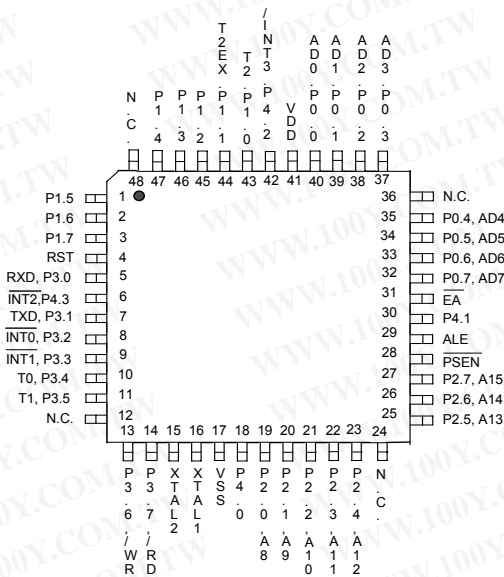 N.C.
P1.4
P1.3
P1.2
T2EX,P1.1
T2,P1.0
/INT3,P4.2
VDD
AD0,P0.0
AD1,P0.1
AD2,P0.2
AD3,P0.3
48 47 46 45 44 43 42 41 40 39 38 37
P1.5 1
P1.6 2
P1.7 3
RST 4
RXD, P3.0 5
INT2,P4.3 6
TXD, P3.1 7
INT0, P3.2 8
INT1, P3.3 9
T0, P3.4 10
T1, P3.5 11
N.C. 12
36 N.C.
35 P0.4, AD4
34 P0.5, AD5
33 P0.6, AD6
32 P0.7, AD7
31 EA
30 P4.1
29 ALE
28 PSEN
27 P2.7, A15
26 P2.6, A14
25 P2.5, A13
13 14 15 16 17 18 19 20 21 22 23 24
P3.6,/WR
P3.7,/RD
XTAL2
XTAL1
VSS
P4.0
P2.0,A8
P2.1,A9
P2.2,A10
P2.3,A11
P2.4,A12
N.C.
WWW.100Y.COM.TW